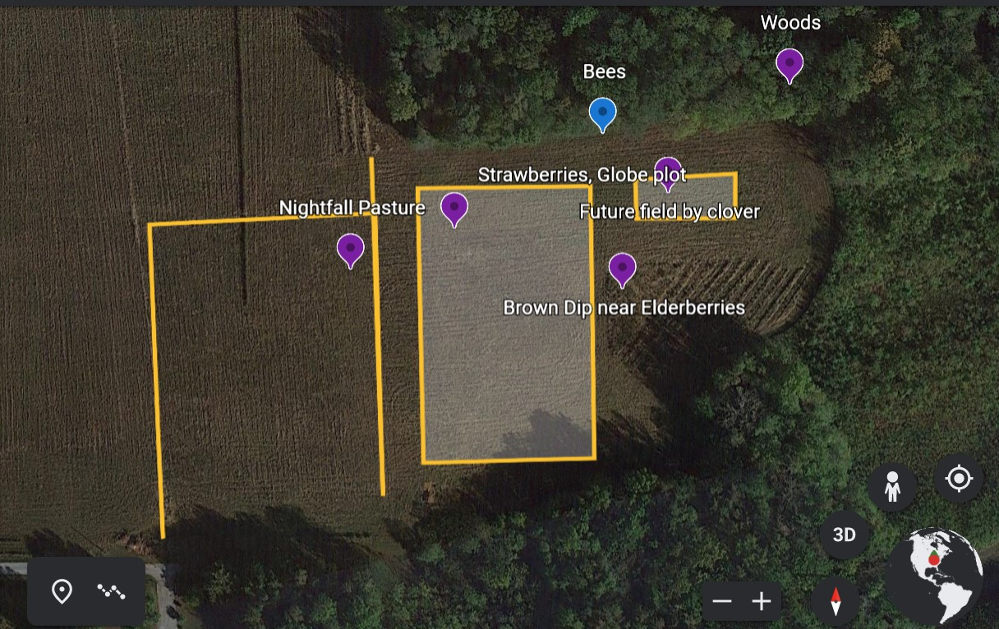 Woods
Bees
Strawberries, Globe plot
Nightfall Pasture
Future field by clover
Brown Dip near Elderberries
3D